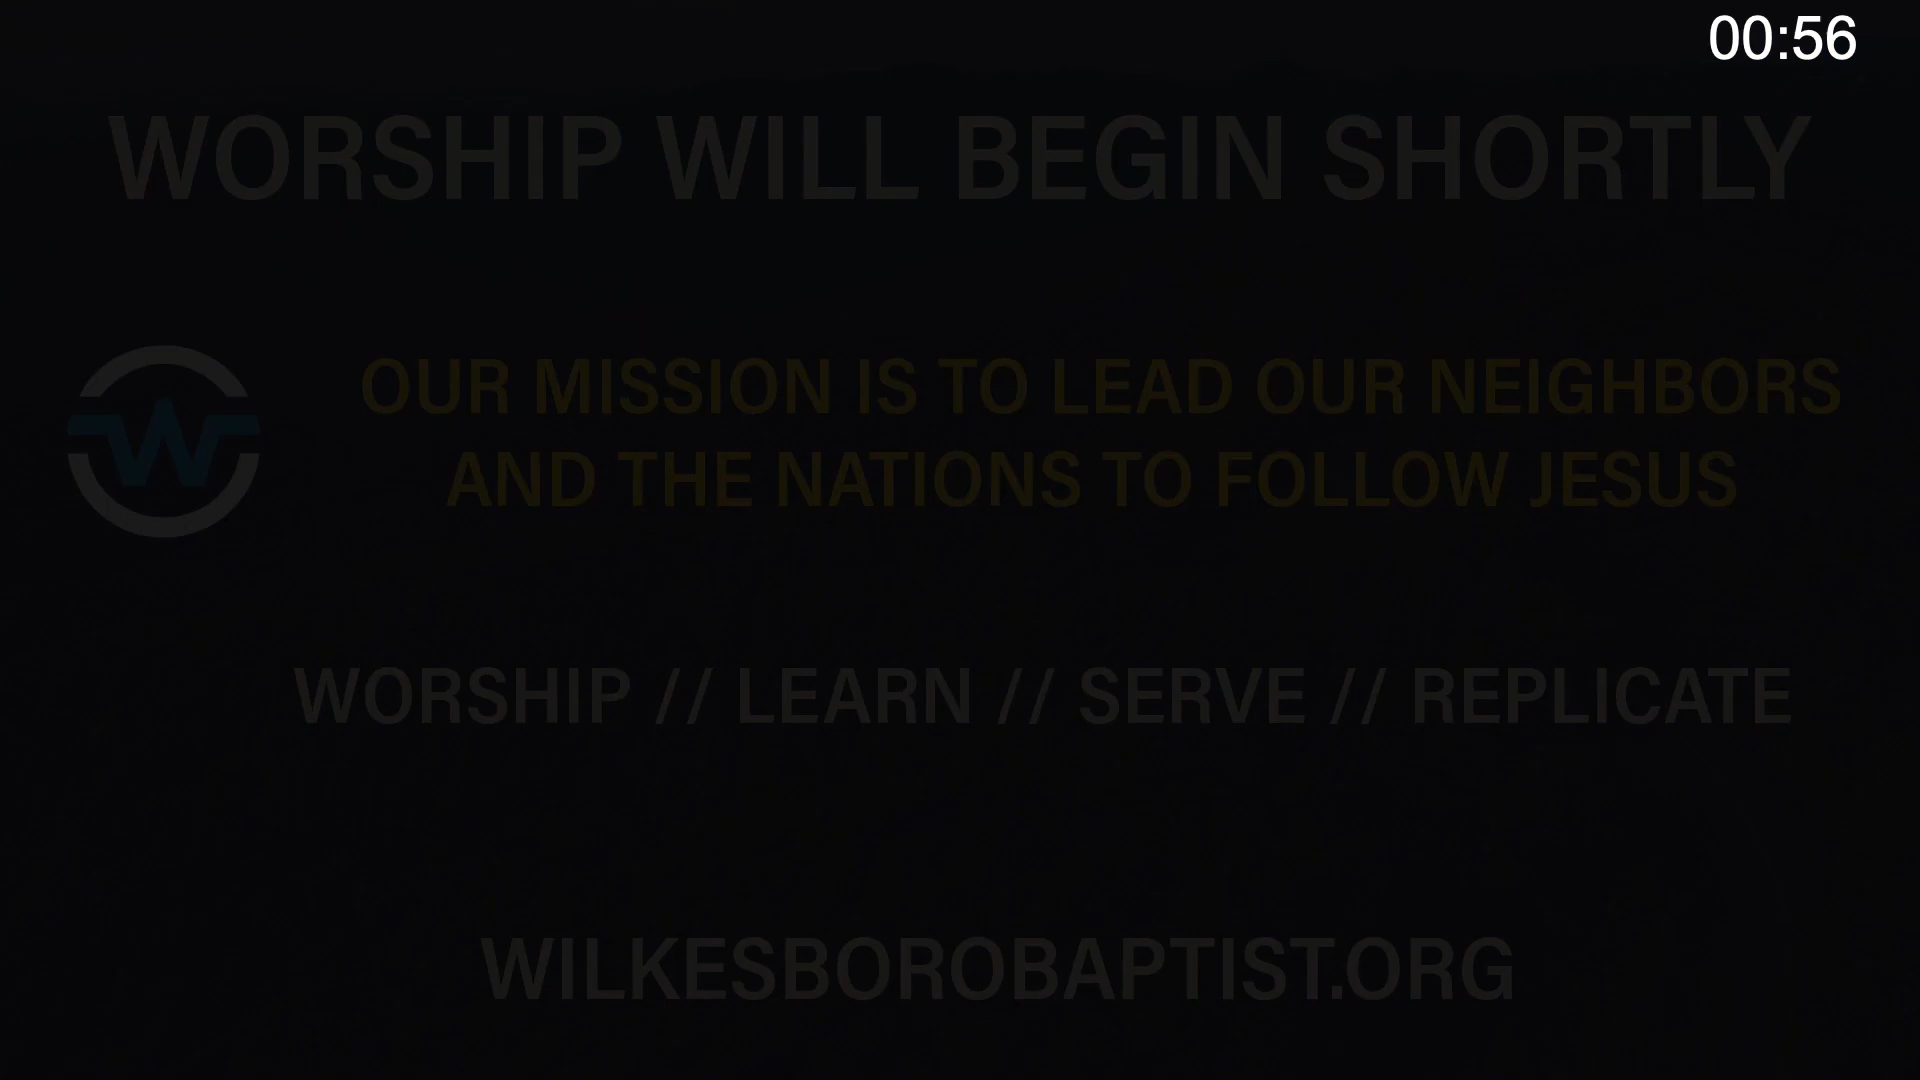 00:56
WORSHIP WILL BEGIN SHORTLY
W
OUR MISSION IS TO LEAD OUR NEIGHBORS
AND THE NATIONS TO FOLLOW JESUS
WORSHIP // LEARN // SERVE // REPLICATE
WILKESBOROBAPTIST.ORG